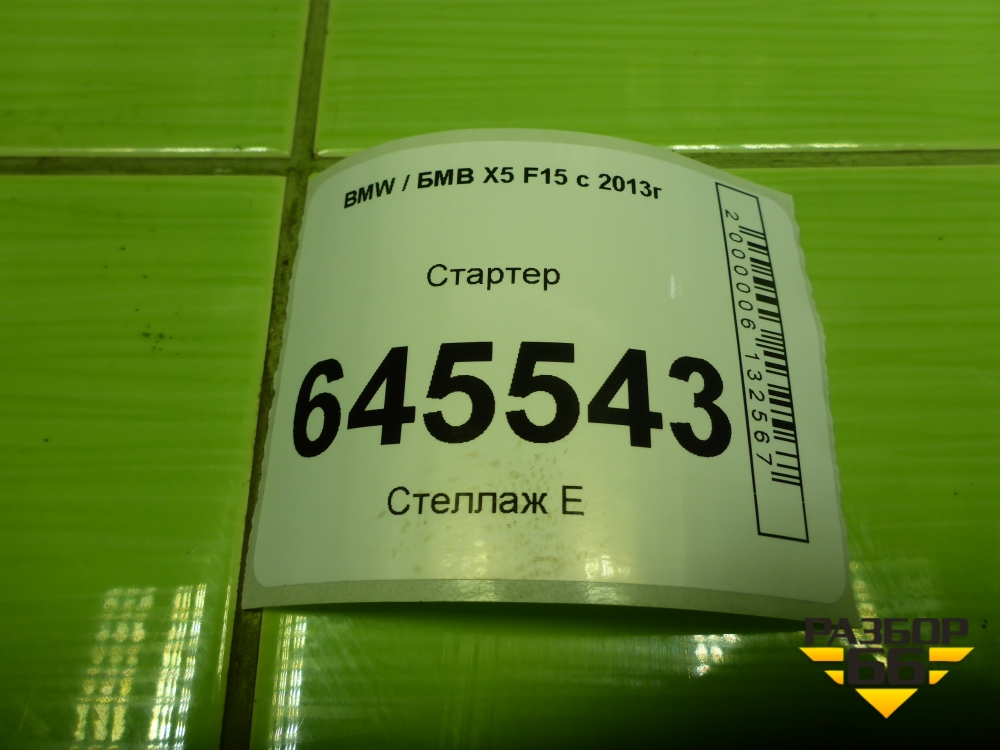 BMW / БМВ X5 F15 с 2013г
Стартер
645543
Стеллаж E
2000006132567
РАЗБОР
66